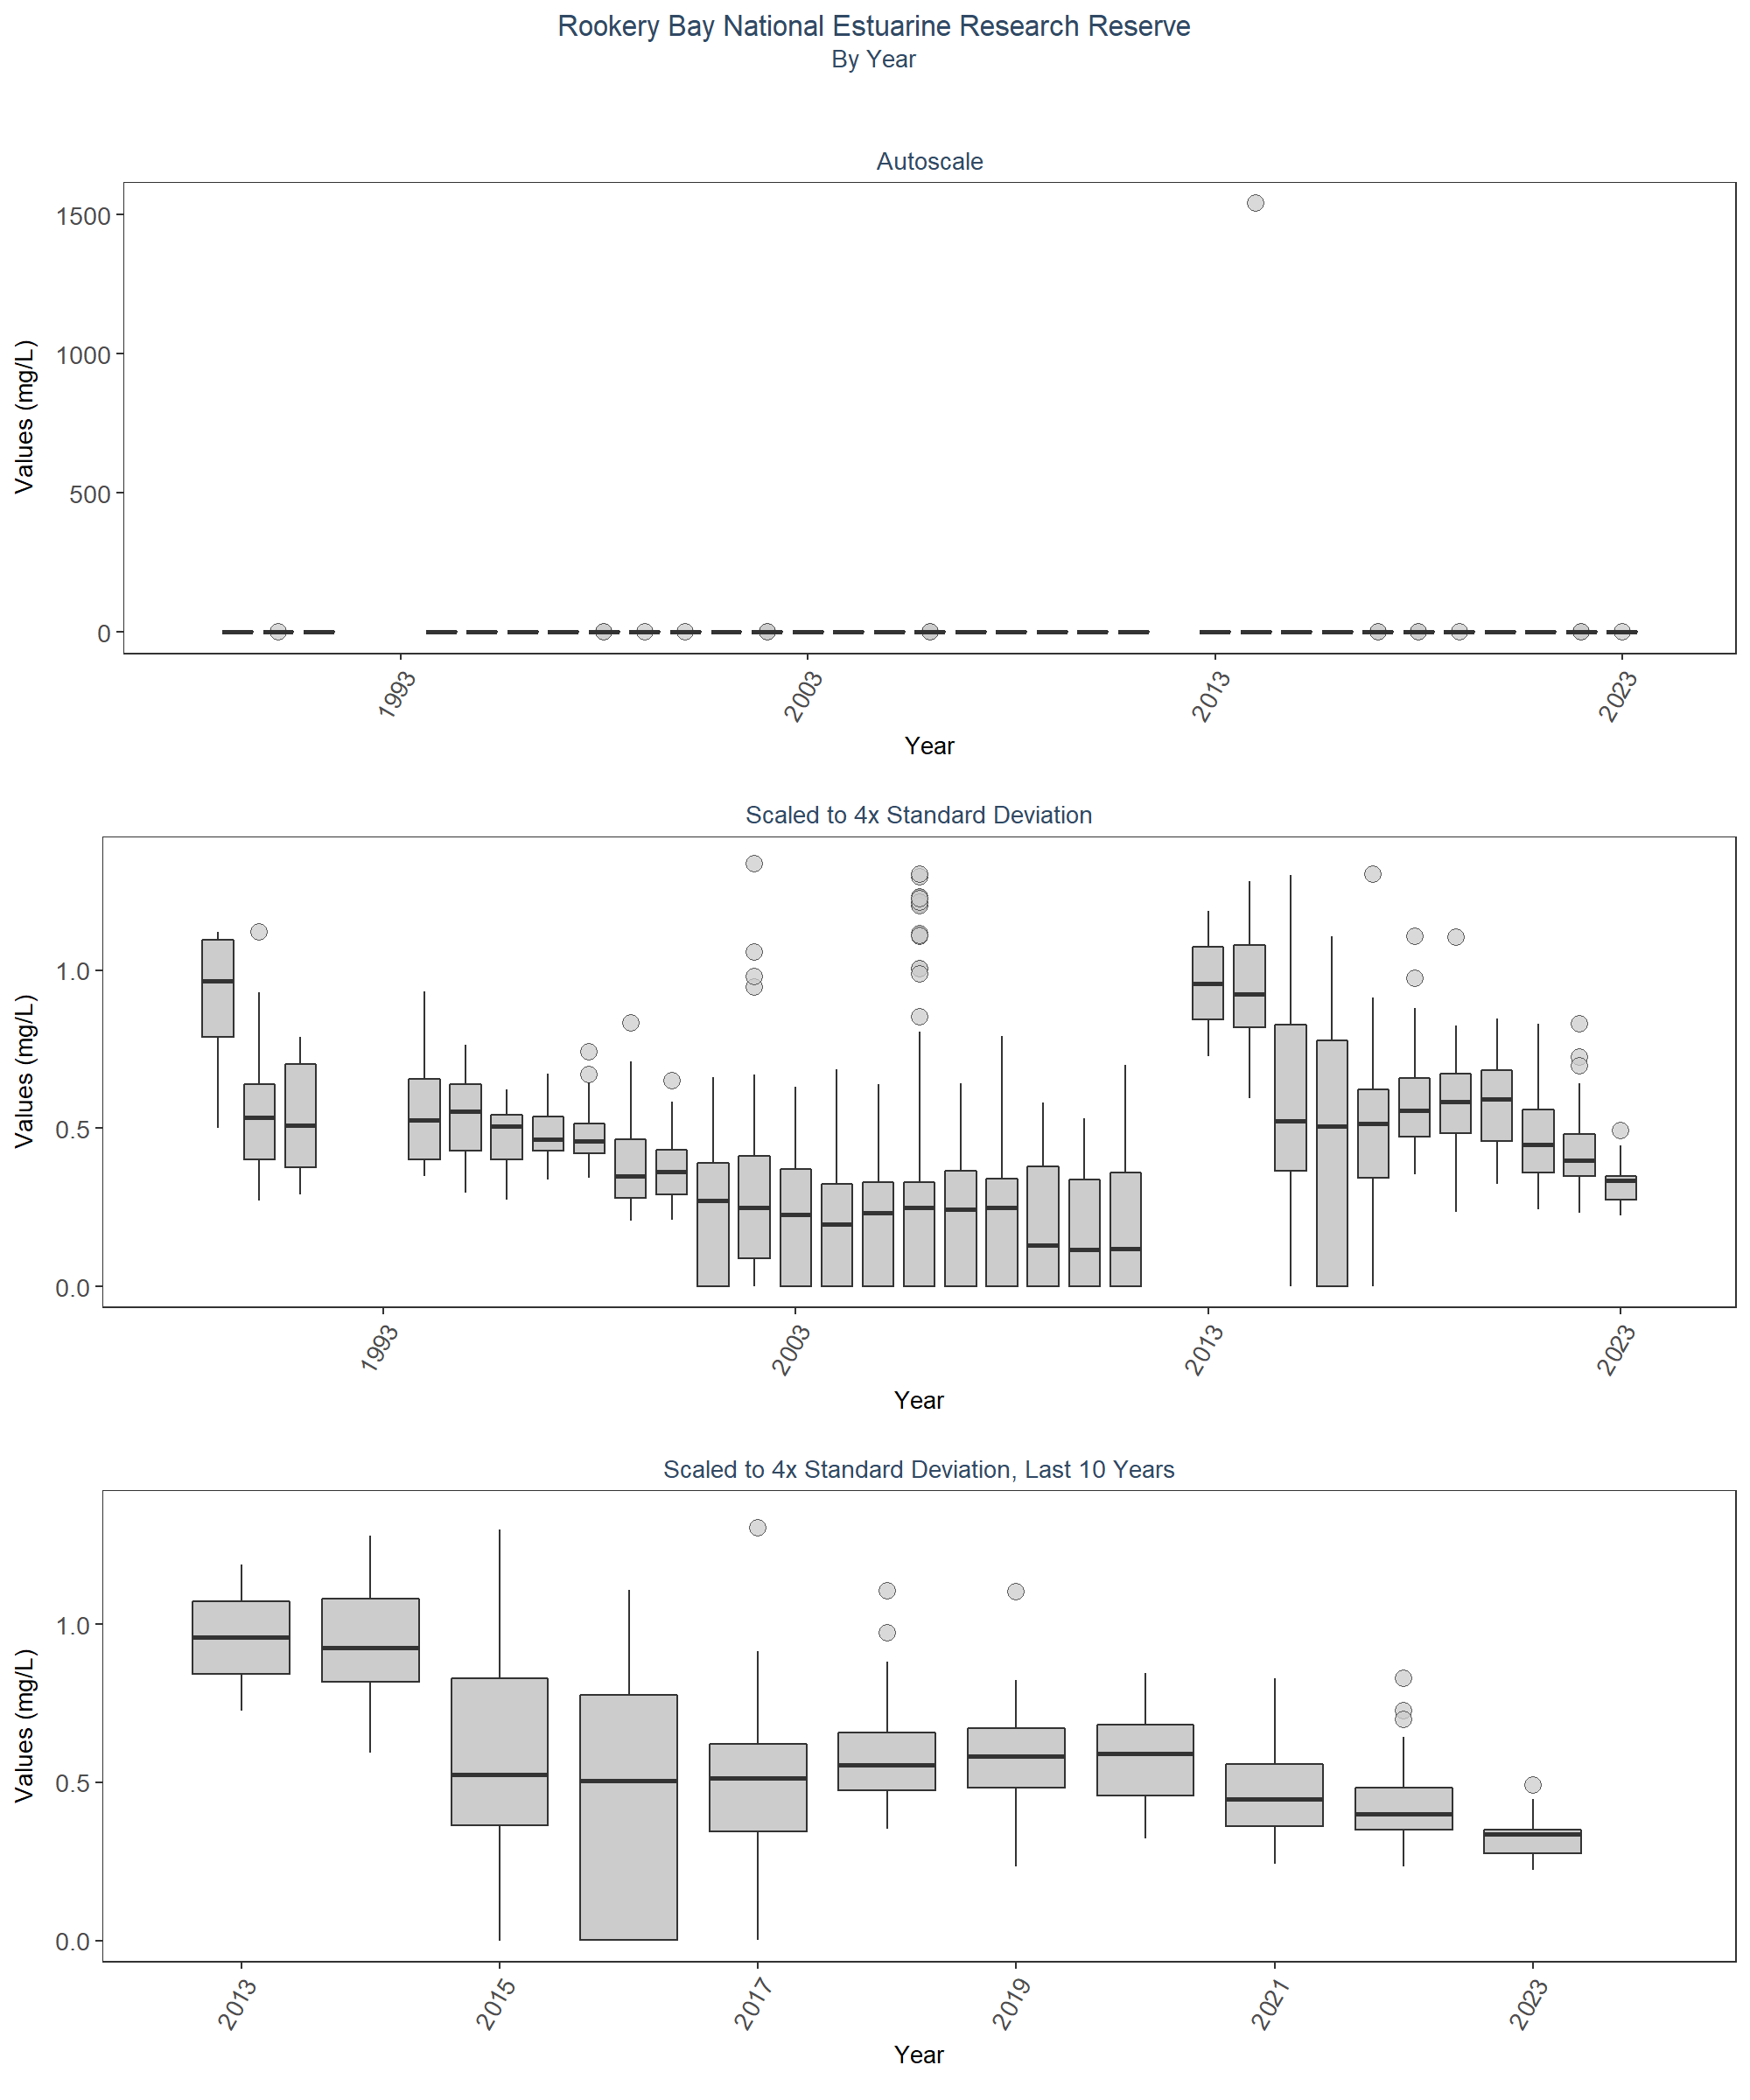 Rookery Bay National Estuarine Research Reserve
By Year
Autoscale
Values (mg/L)
1500
1000
500
0
1993
2003
2013
2023
Year
Scaled to 4x Standard Deviation
Values (mg/L)
1.0
0.5
0.0
1993
2003
2013
2023
Year
Scaled to 4x Standard Deviation, Last 10 Years
Values (mg/L)
1.0
0.5
0.0
2013
2015
2017
2019
2021
2023
Year